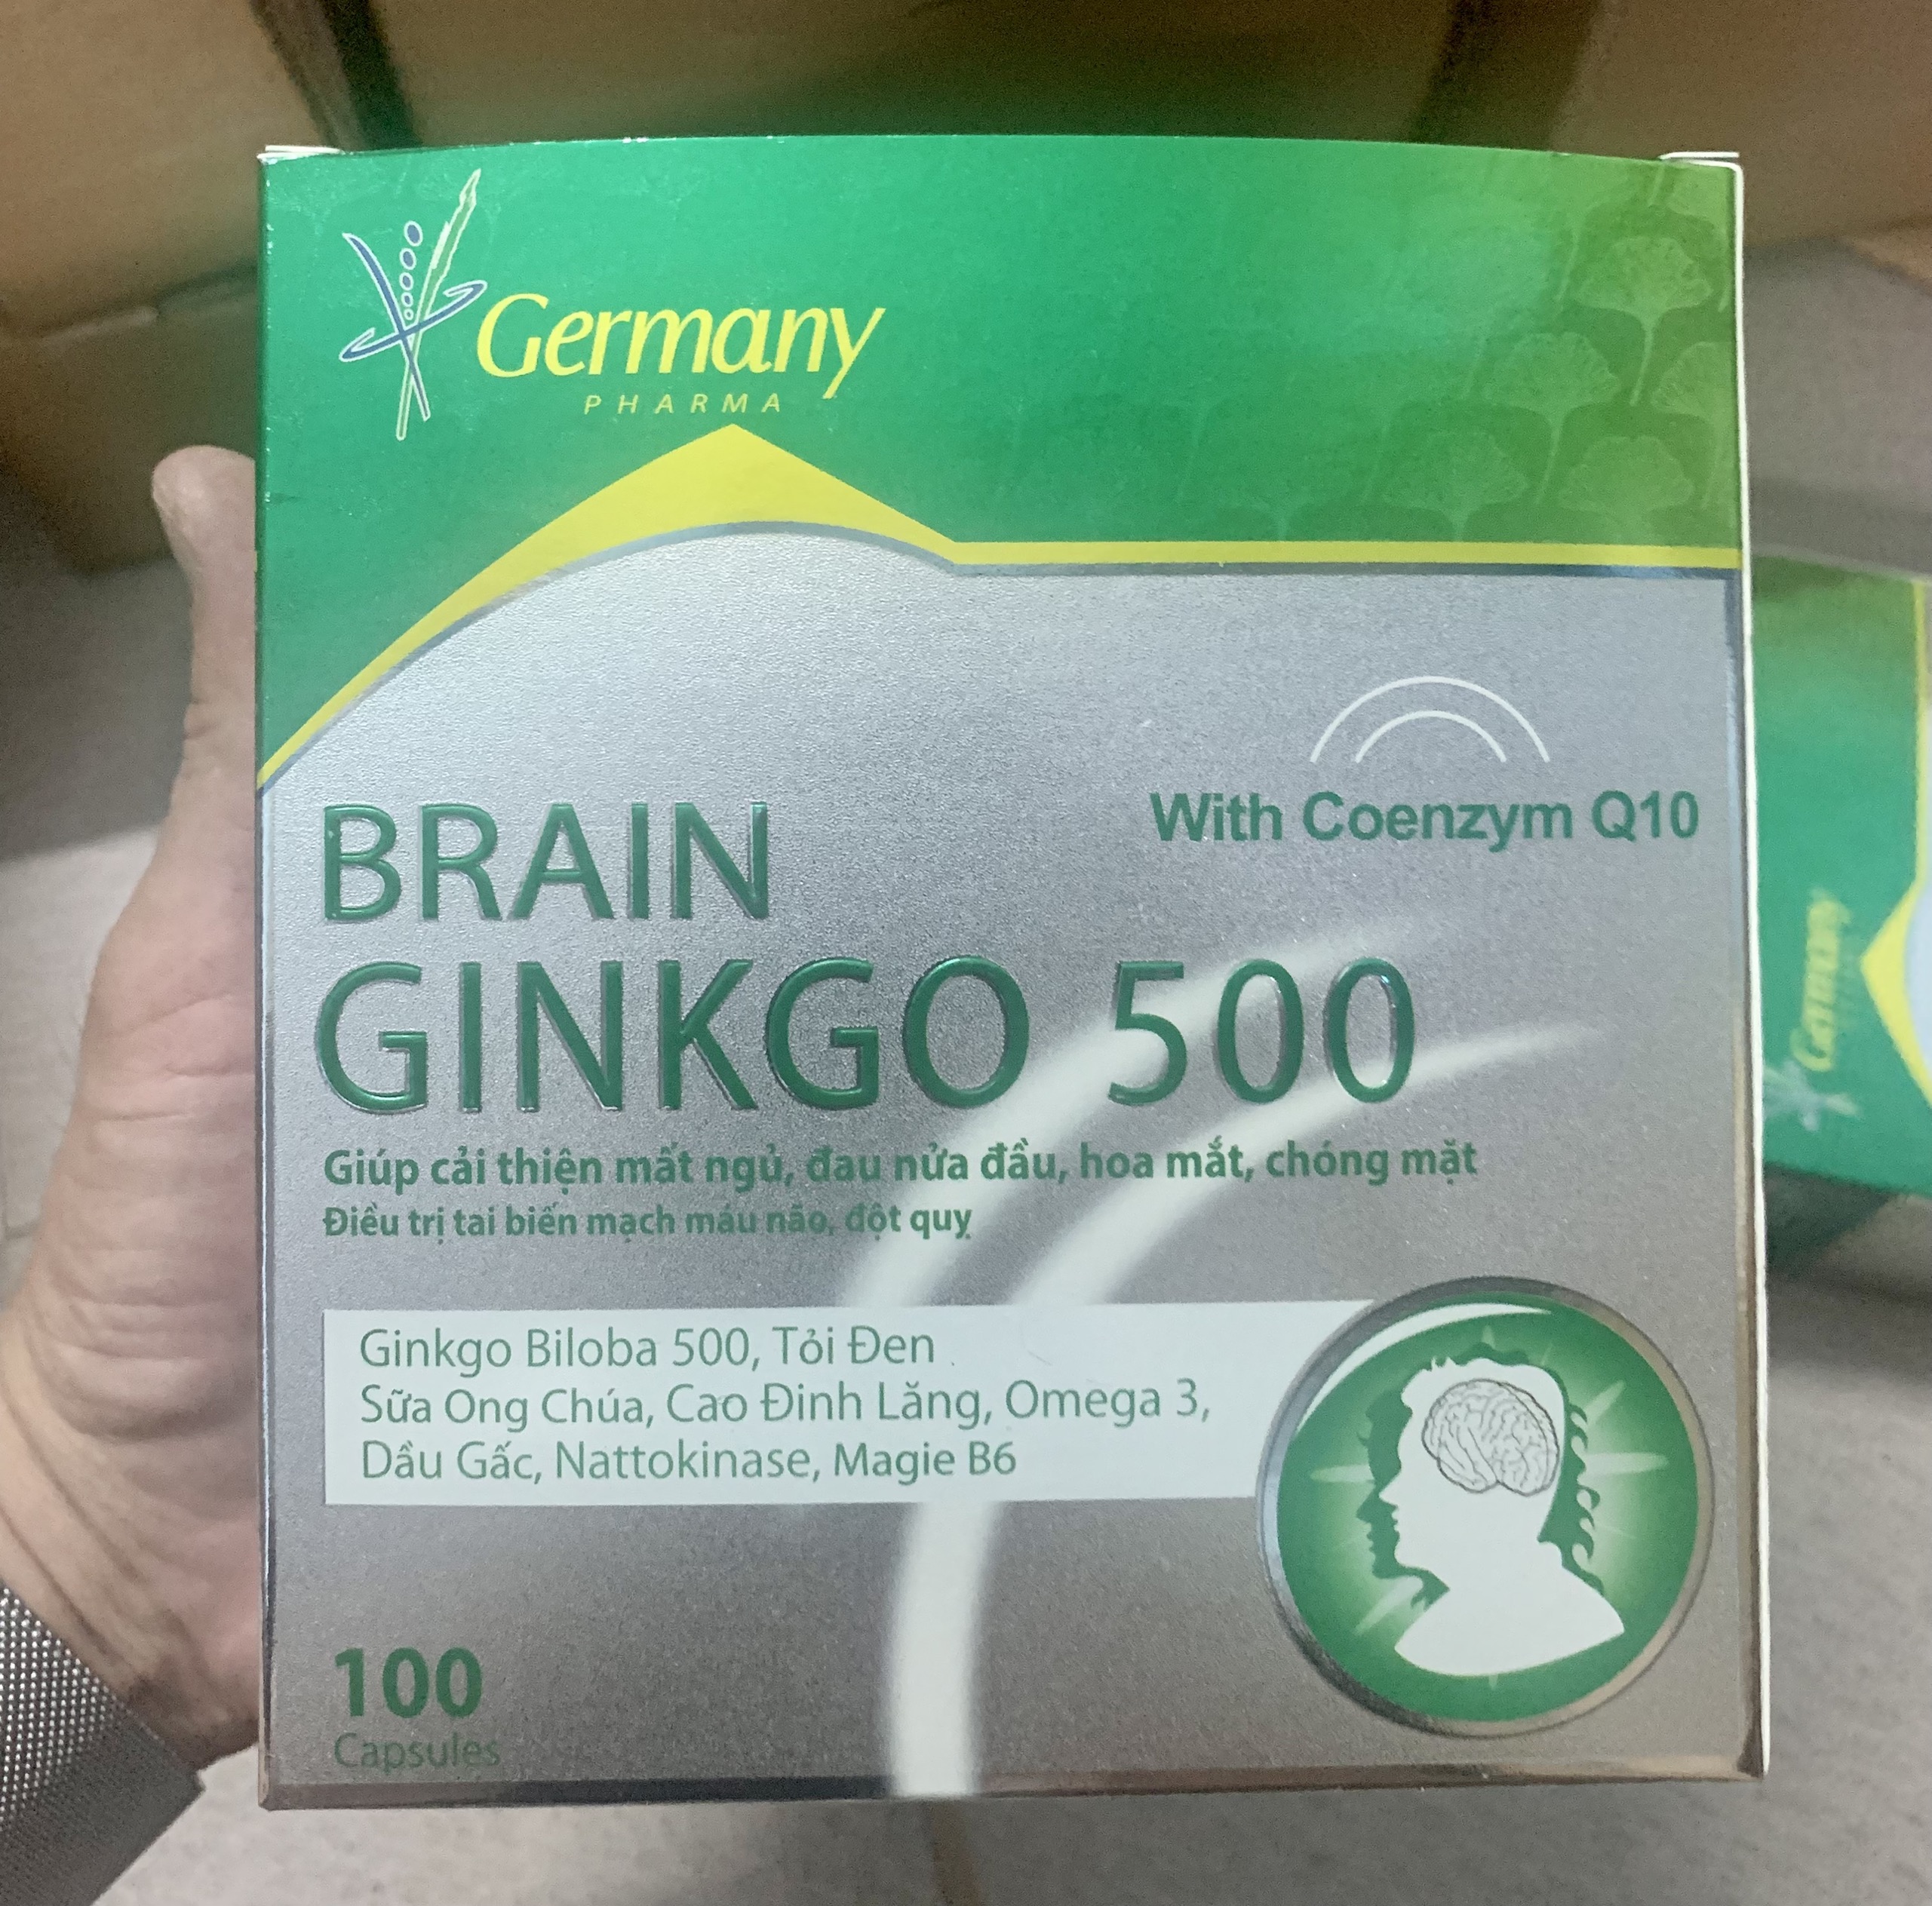 Germany
PHARMA
With Coenzym Q10
BRAIN
GINKGO 500
Giúp cải thiện mất ngủ, đau nửa đầu, hoa mắt, chóng mặt
Điều trị tai biến mạch máu não, đột quỵ
Ginkgo Biloba 500, Tỏi Đen
Sữa Ong Chúa, Cao Đinh Lăng, Omega 3,
Dầu Gấc, Nattokinase, Magie B6
100
Capsules
Germany